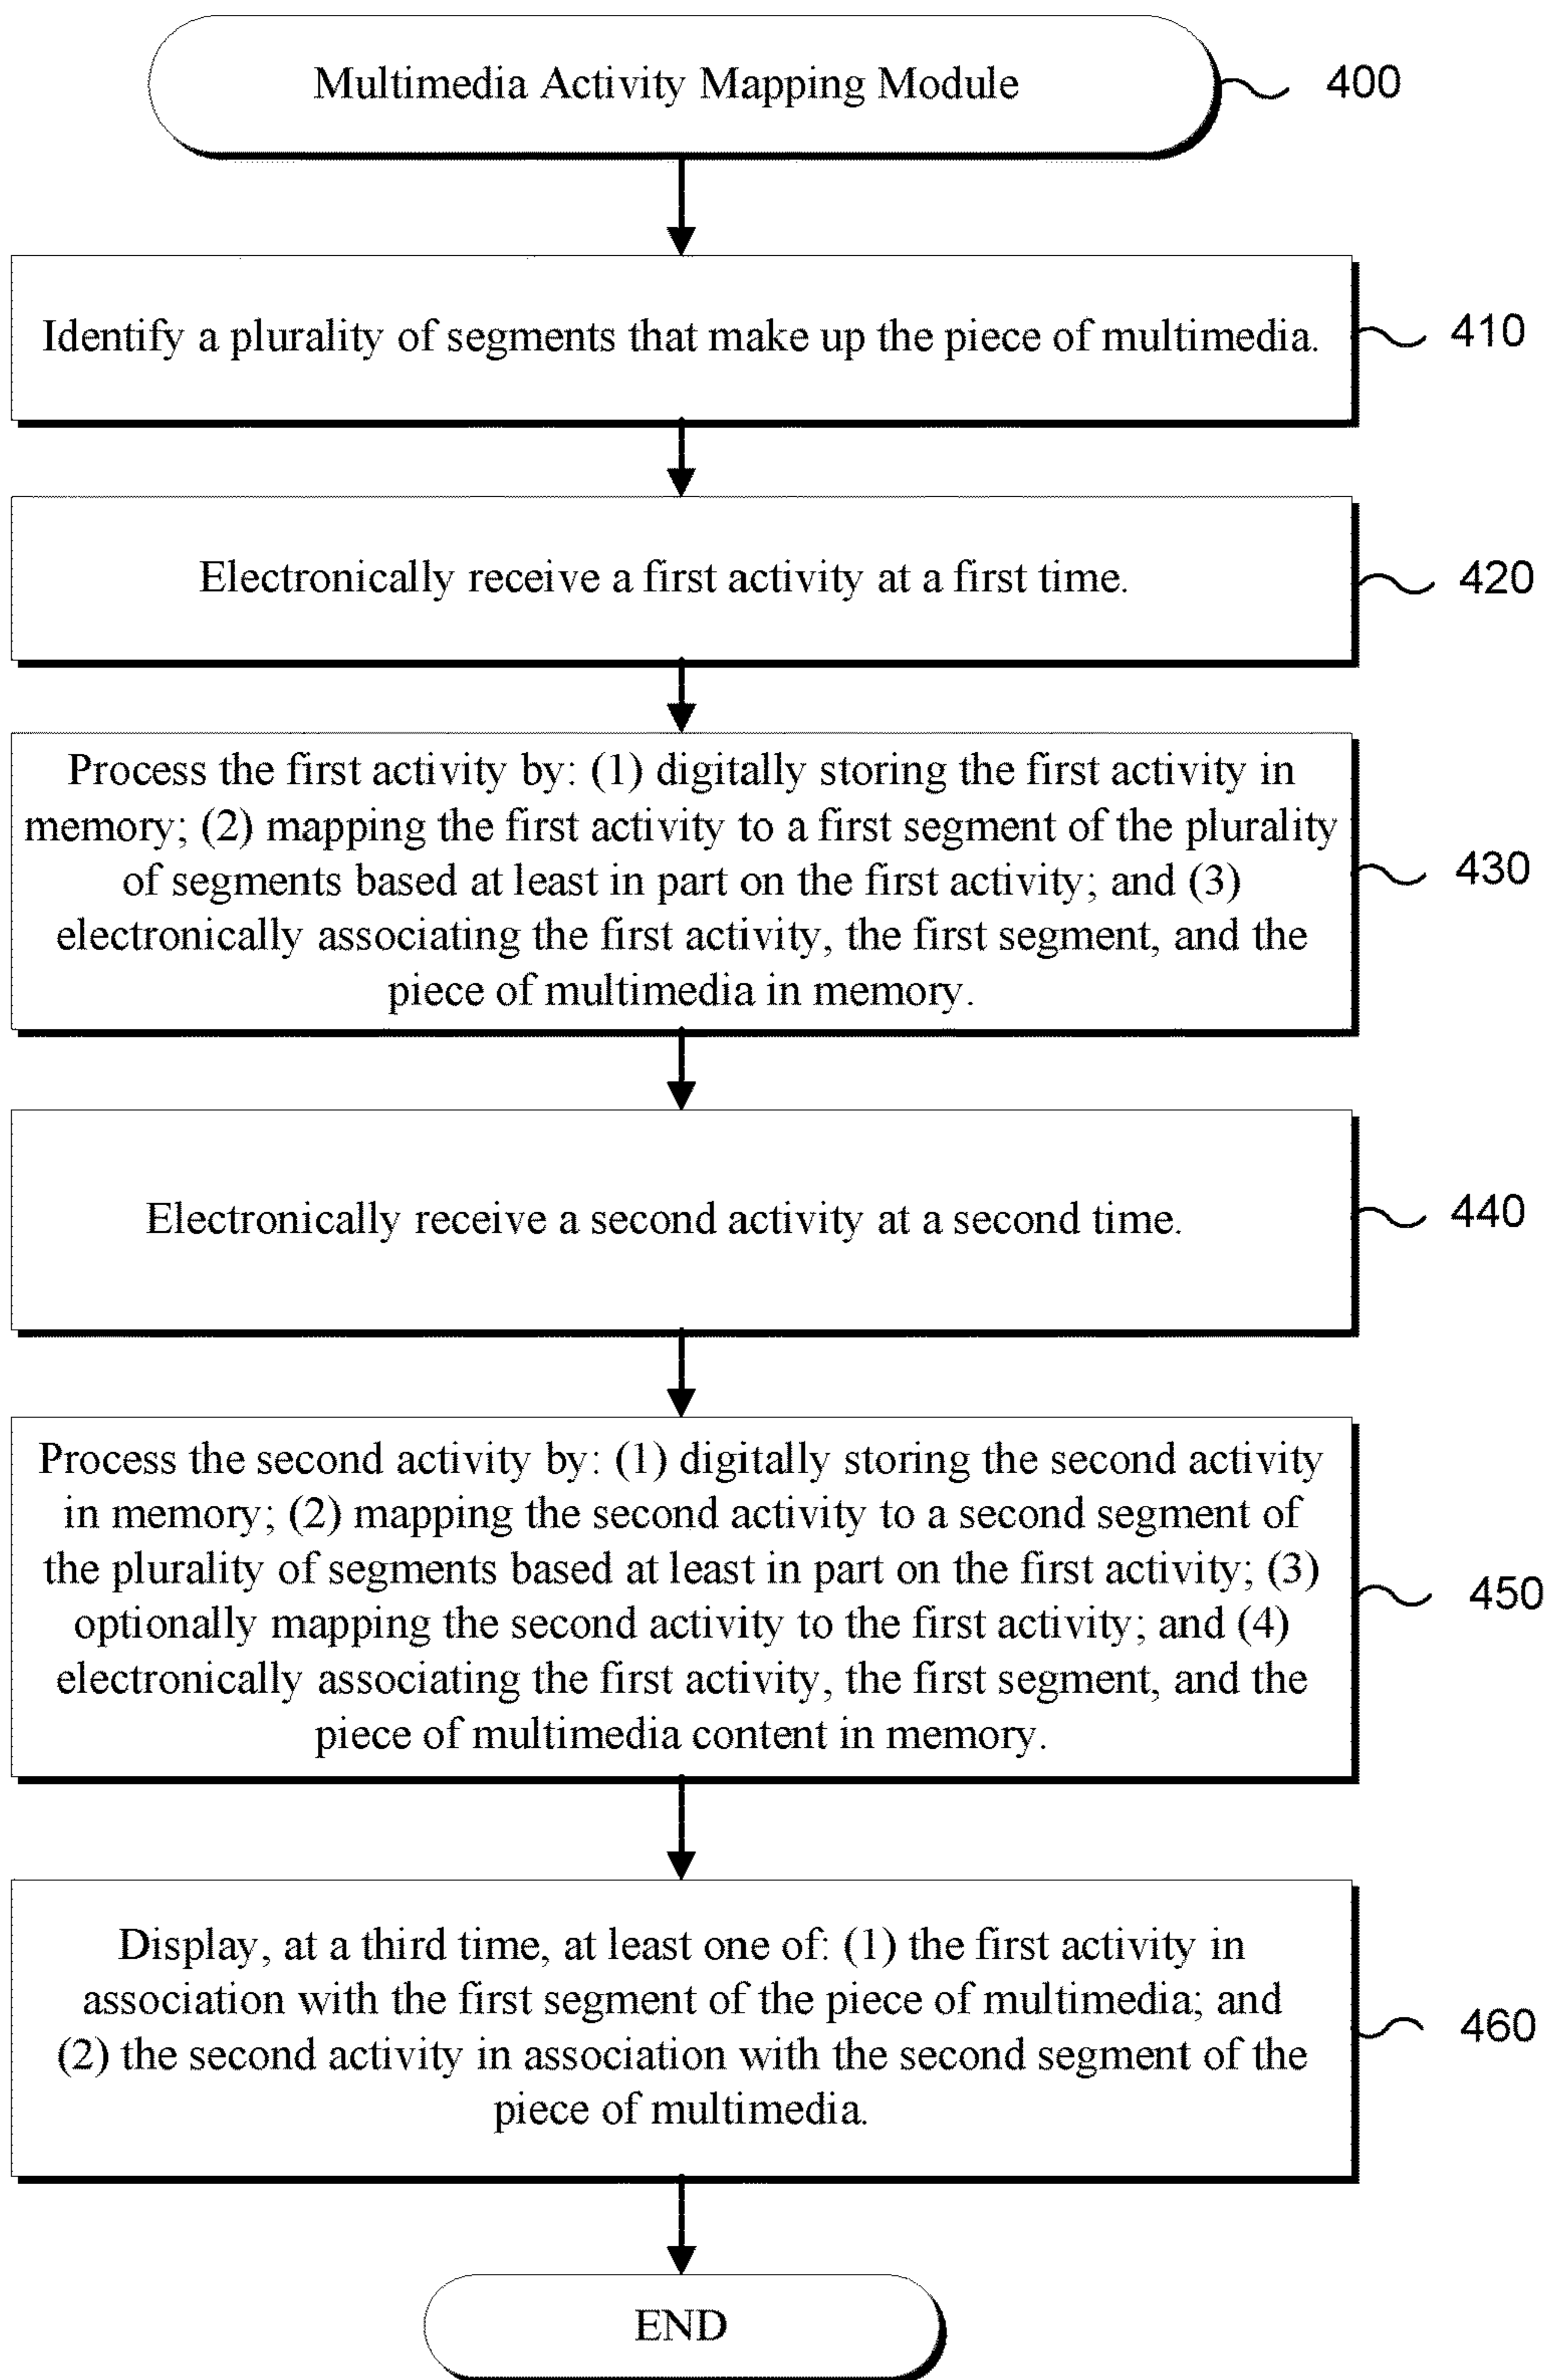 Multimedia Activity Mapping Module
400
Identify a plurality of segments that make up the piece of multimedia.
410
Electronically receive a first activity at a first time.
420
Process the first activity by: (1) digitally storing the first activity in
memory; (2) mapping the first activity to a first segment of the plurality
of segments based at least in part on the first activity; and (3)
electronically associating the first activity, the first segment, and the
piece of multimedia in memory.
430
Electronically receive a second activity at a second time.
440
Process the second activity by: (1) digitally storing the second activity
in memory; (2) mapping the second activity to a second segment of
the plurality of segments based at least in part on the first activity; (3)
optionally mapping the second activity to the first activity; and (4)
electronically associating the first activity, the first segment, and the
piece of multimedia content in memory.
450
Display, at a third time, at least one of: (1) the first activity in
association with the first segment of the piece of multimedia; and
(2) the second activity in association with the second segment of the
piece of multimedia.
460
END